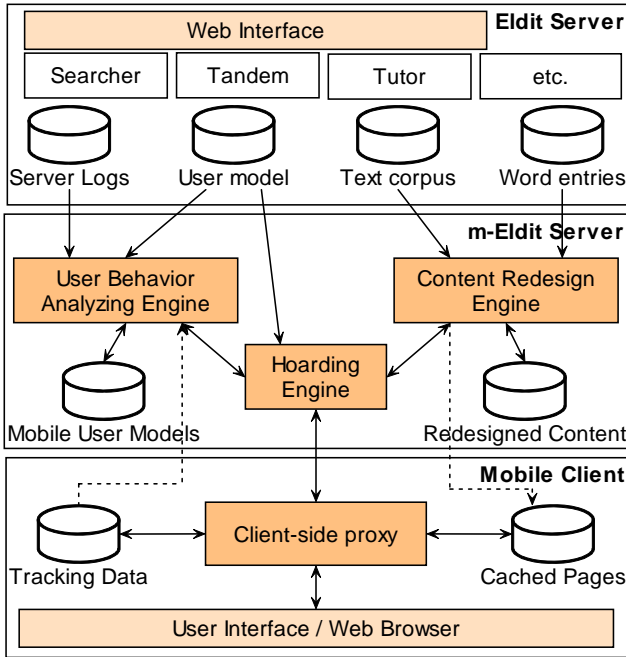 Eldit Server
Web Interface
Searcher
Tandem
Tutor
etc.
Server Logs
User model
Text corpus
Word entries
m-Eldit Server
User Behavior
Analyzing Engine
Content Redesign
Engine
Hoarding
Engine
Mobile User Models
Redesigned Content
Mobile Client
Client-side proxy
Tracking Data
Cached Pages
User Interface / Web Browser